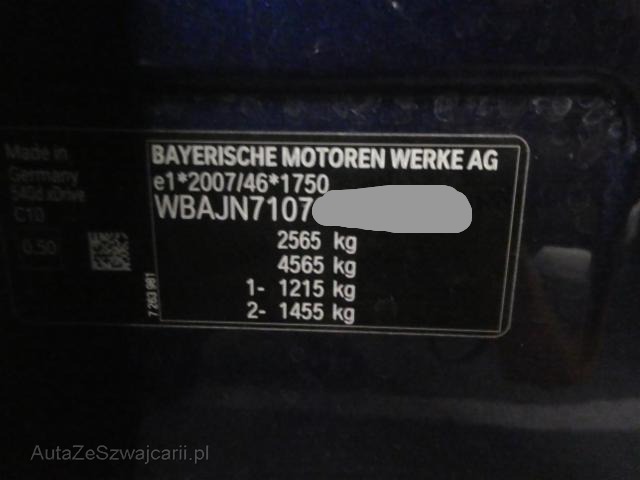 BAYERISCHE MOTOREN WERKE AG
e1*2007/46*1750
WBAJN7107
2565 kg
4565 kg
1- 1215 kg
2- 1455 kg
Made in
Germany
540d xDrive
C10
0.50
7 263 981
AutaZeSzwajcarii.pl